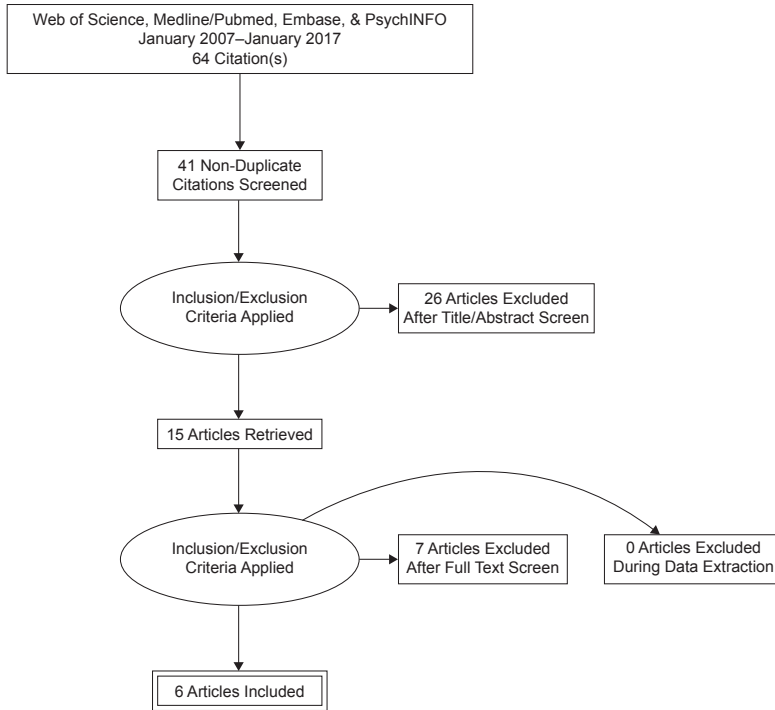 Web of Science, Medline/Pubmed, Embase, & PsychINFO
January 2007–January 2017
64 Citation(s)
41 Non-Duplicate
Citations Screened
Inclusion/Exclusion
Criteria Applied
26 Articles Excluded
After Title/Abstract Screen
15 Articles Retrieved
Inclusion/Exclusion
Criteria Applied
7 Articles Excluded
After Full Text Screen
0 Articles Excluded
During Data Extraction
6 Articles Included